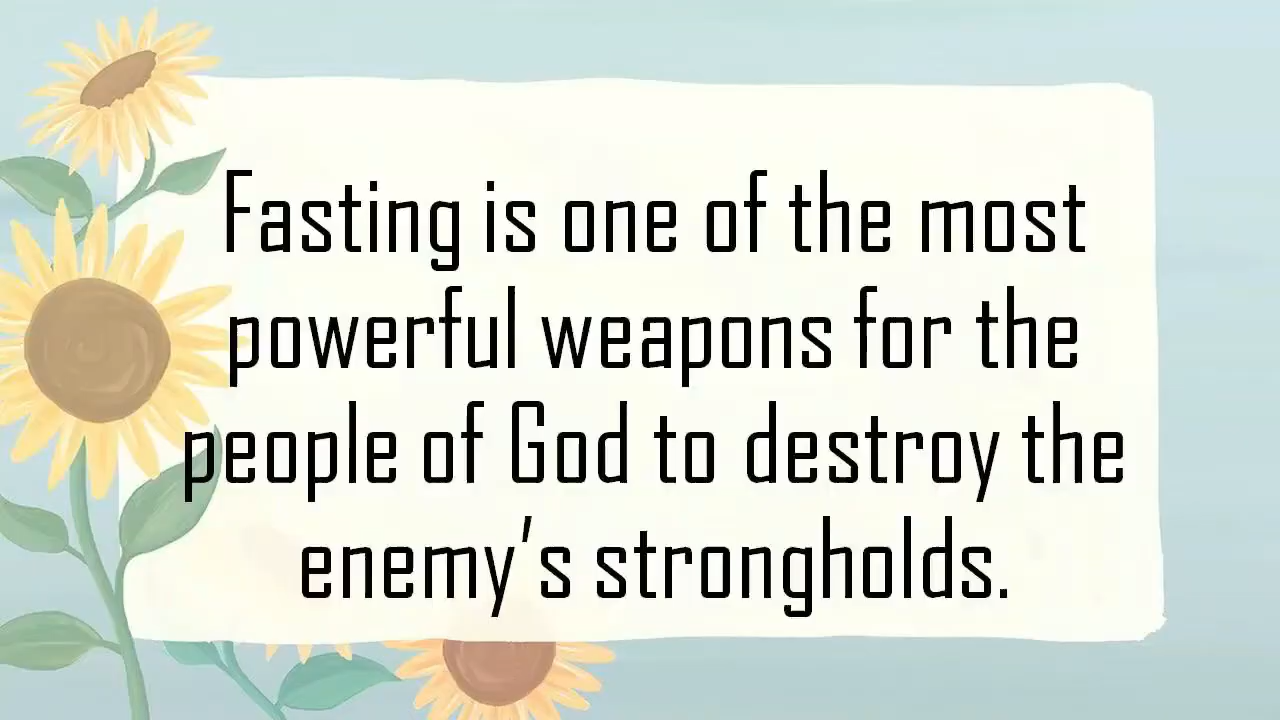 Fasting is one of the most
powerful weapons for the
people of God to destroy the
enemy's strongholds.